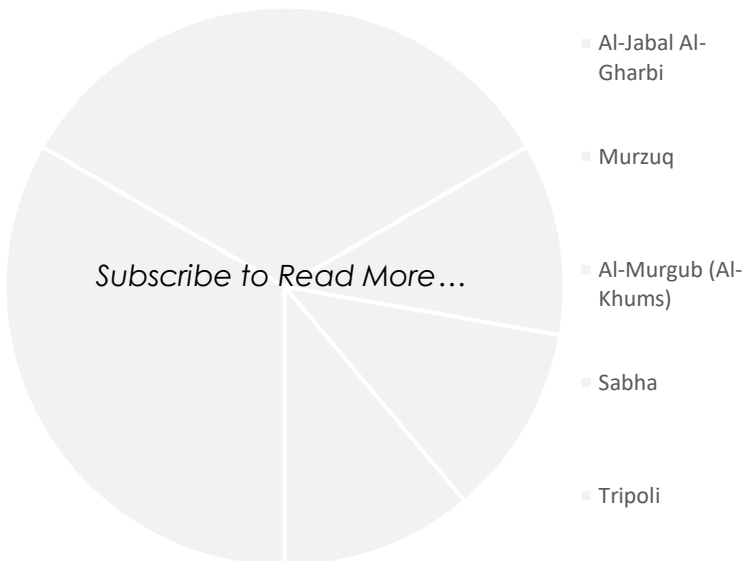 Al-Jabal Al-
Gharbi
Murzuq
Subscribe to Read More…
Al-Murgub (Al-
Khums)
Sabha
Tripoli